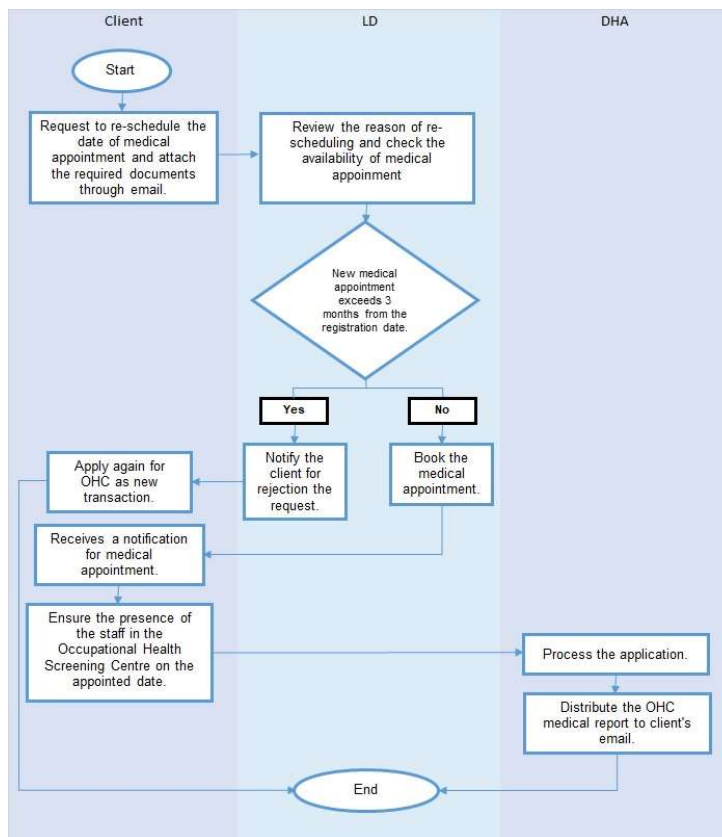 Client
LD
DHA
Start
Request to re-schedule the
date of medical
appointment and attach
the required documents
through email.
Review the reason of re-
scheduling and check the
availability of medical
appoinment
New medical
appointment
exceeds 3
months from the
registration date.
Yes
No
Notify the
client for
rejection the
request.
Book the
medical
appointment.
Apply again for
OHC as new
transaction.
Receives a notification
for medical
appointment.
Ensure the presence of
the staff in the
Occupational Health
Screening Centre on the
appointed date.
Process the application.
Distribute the OHC
medical report to client's
email.
End